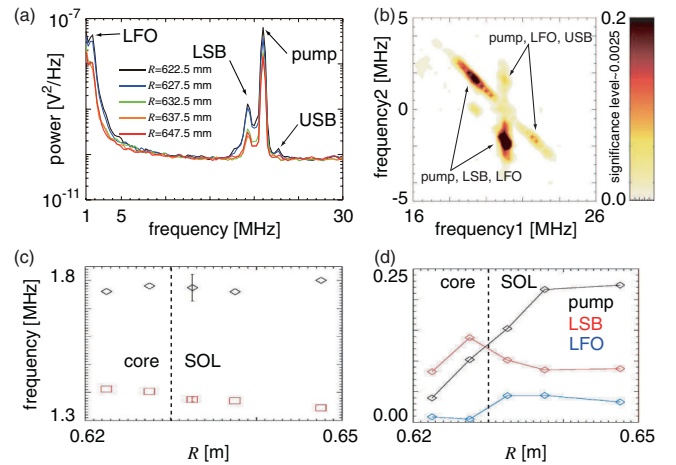 (a)
10⁻⁷
LFO
pump
LSB
USB
R=622.5 mm
R=627.5 mm
R=632.5 mm
R=637.5 mm
R=647.5 mm
power [V²/Hz]
10⁻¹¹
1 5 30
frequency [MHz]
(b)
5
0
-5
frequency2 [MHz]
pump, LFO, USB
pump, LSB, LFO
16 26
frequency1 [MHz]
0.2
0.0
significance level~0.0025
(c)
1.8
1.3
frequency [MHz]
core SOL
0.62 0.65
R [m]
(d)
0.25
0.00
core SOL
pump
LSB
LFO
0.62 0.65
R [m]